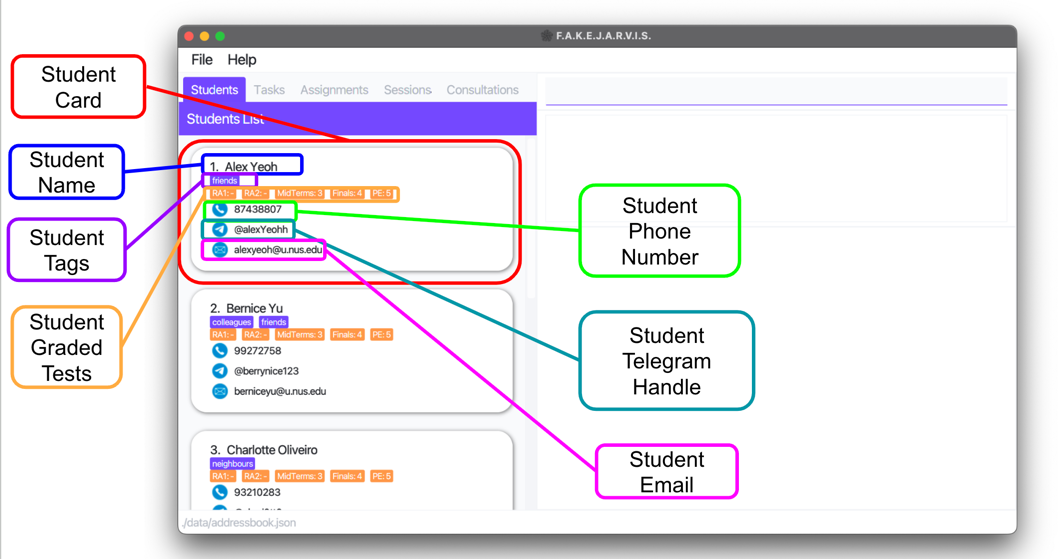 F.A.K.E.J.A.R.V.I.S.
File Help
Students Tasks Assignments Sessions Consultations
Students List
Student
Card
Student
Name
Student
Tags
Student
Graded
Tests
1. Alex Yeoh
friends
RA1: - RA2: - MidTerms: 3 Finals: 4 PE: 5
87438807
@alexYeohh
alexyeoh@u.nus.edu
2. Bernice Yu
colleagues friends
RA1: - RA2: - MidTerms: 3 Finals: 4 PE: 5
99272758
@berrynice123
berniceyu@u.nus.edu
3. Charlotte Oliveiro
neighbours
RA1: - RA2: - MidTerms: 3 Finals: 4 PE: 5
93210283
./data/addressbook.json
Student
Phone
Number
Student
Telegram
Handle
Student
Email